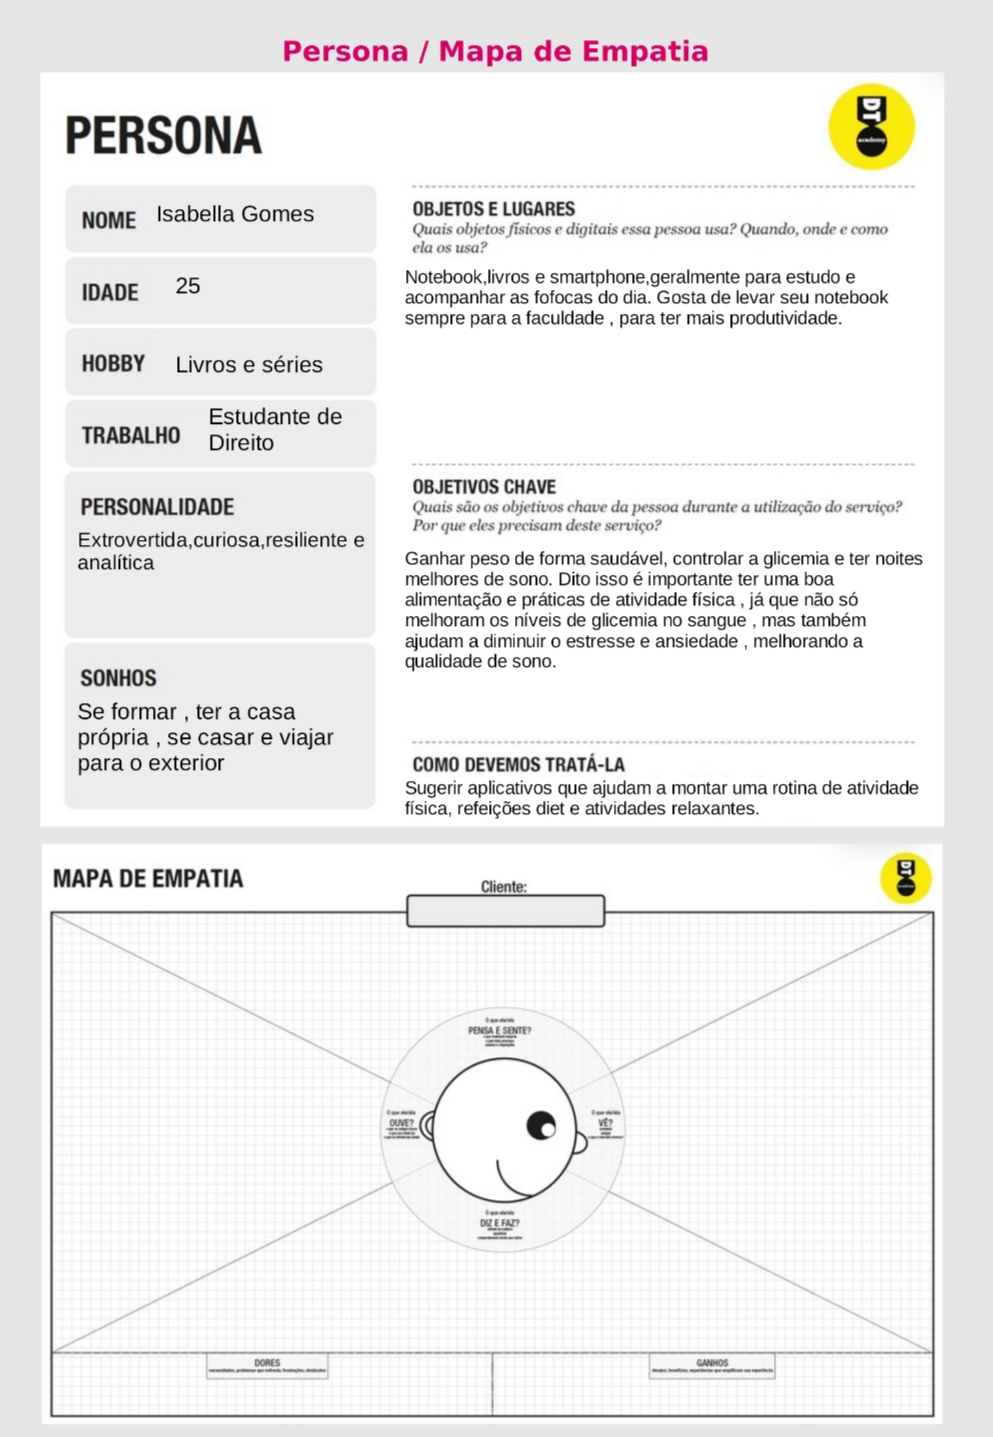 Persona / Mapa de Empatia
PERSONA
DT
academy
NOME Isabella Gomes
IDADE 25
HOBBY Livros e séries
TRABALHO Estudante de
Direito
PERSONALIDADE
Extrovertida,curiosa,resiliente e
analítica
SONHOS
Se formar , ter a casa
própria , se casar e viajar
para o exterior
OBJETOS E LUGARES
Quais objetos físicos e digitais essa pessoa usa? Quando, onde e como
ela os usa?
Notebook,livros e smartphone,geralmente para estudo e
acompanhar as fofocas do dia. Gosta de levar seu notebook
sempre para a faculdade , para ter mais produtividade.
OBJETIVOS CHAVE
Quais são os objetivos chave da pessoa durante a utilização do serviço?
Por que eles precisam deste serviço?
Ganhar peso de forma saudável, controlar a glicemia e ter noites
melhores de sono. Dito isso é importante ter uma boa
alimentação e práticas de atividade física , já que não só
melhoram os níveis de glicemia no sangue , mas também
ajudam a diminuir o estresse e ansiedade , melhorando a
qualidade de sono.
COMO DEVEMOS TRATÁ-LA
Sugerir aplicativos que ajudam a montar uma rotina de atividade
física, refeições diet e atividades relaxantes.
MAPA DE EMPATIA
Cliente:
DT
O que ele/ela
PENSA E SENTE?
O que ele/ela
OUVE?
O que ele/ela
VÊ?
O que ele/ela
DIZ E FAZ?
DORES
GANHOS